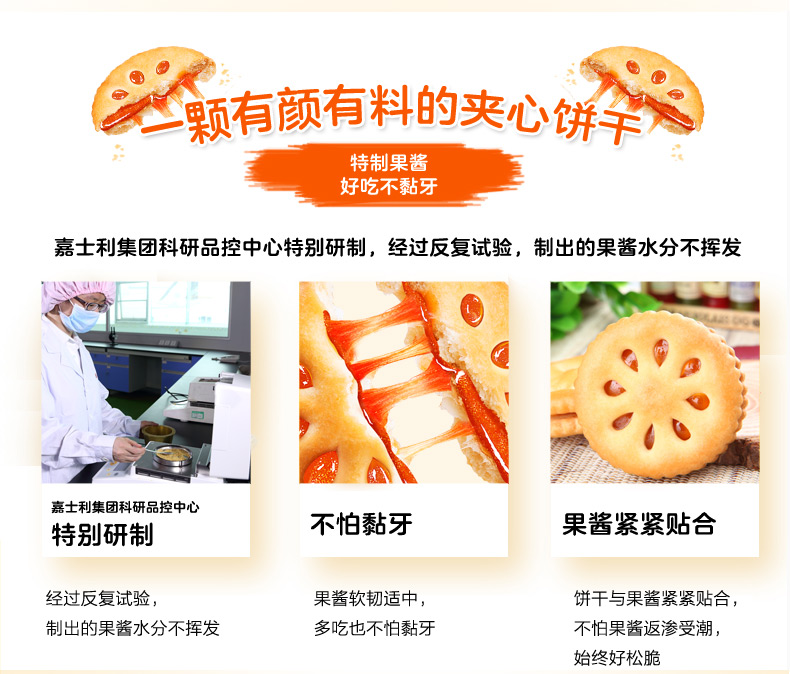 一颗有颜有料的夹心饼干
特制果酱
好吃不黏牙
嘉士利集团科研品控中心特别研制，经过反复试验，制出的果酱水分不挥发
嘉士利集团科研品控中心
特别研制
不怕黏牙
果酱紧紧贴合
经过反复试验，
制出的果酱水分不挥发
果酱软韧适中，
多吃也不怕黏牙
饼干与果酱紧紧贴合，
不怕果酱返渗受潮，
始终好松脆